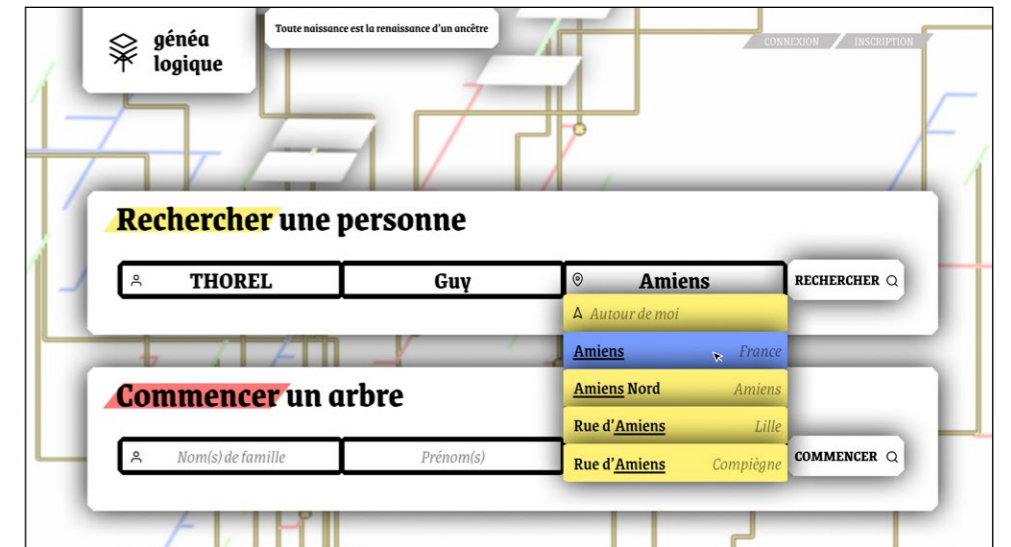 généa
logique
Toute naissance est la renaissance d'un ancêtre
CONNEXION INSCRIPTION
Rechercher une personne
THOREL Guy Amiens RECHERCHER
Autour de moi
Amiens France
Amiens Nord Amiens
Rue d'Amiens Lille
Rue d'Amiens Compiègne
Commencer un arbre
Nom(s) de famille Prénom(s) COMMENCER